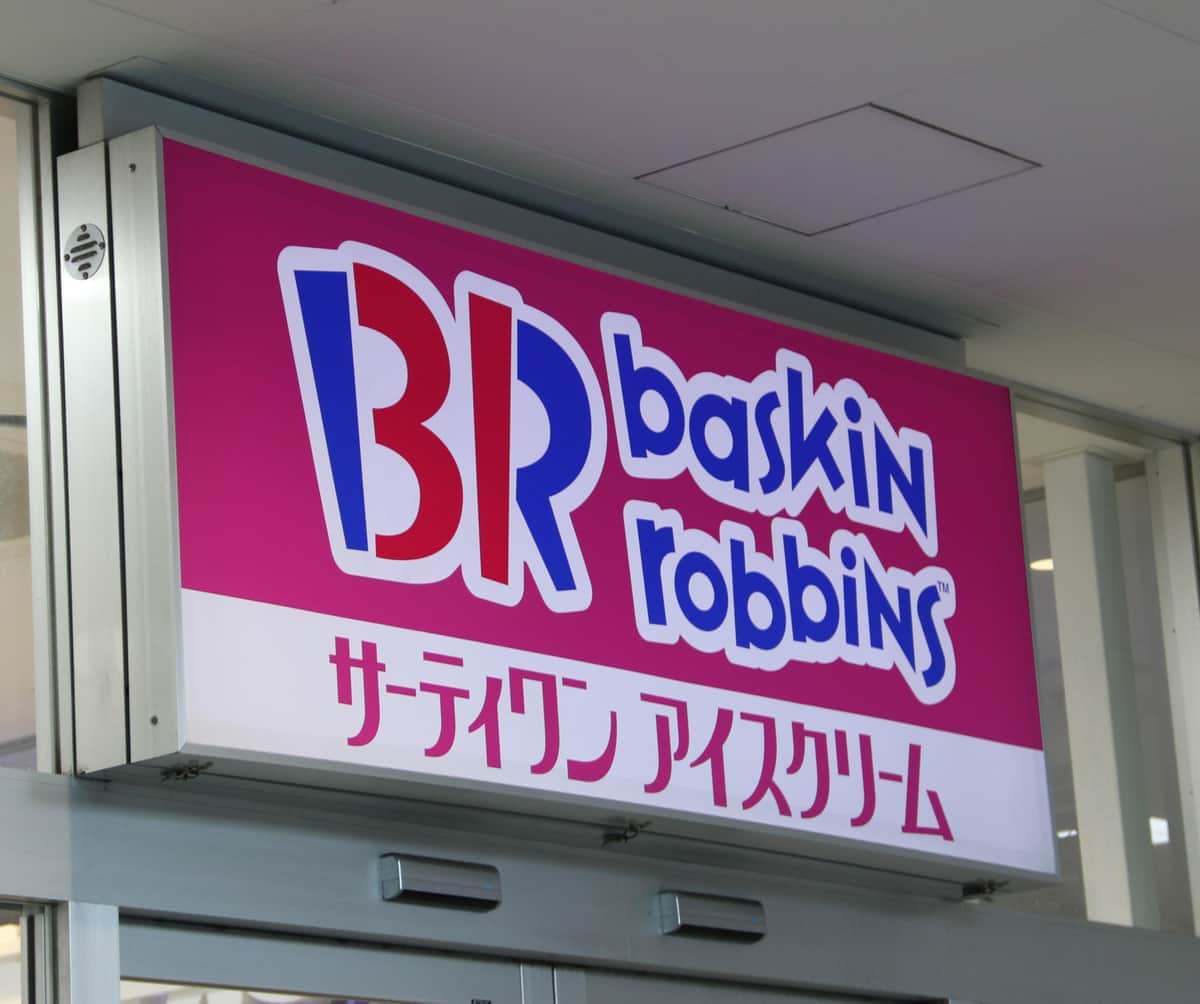 BR
baskin
robbins™
サーティワン アイスクリーム